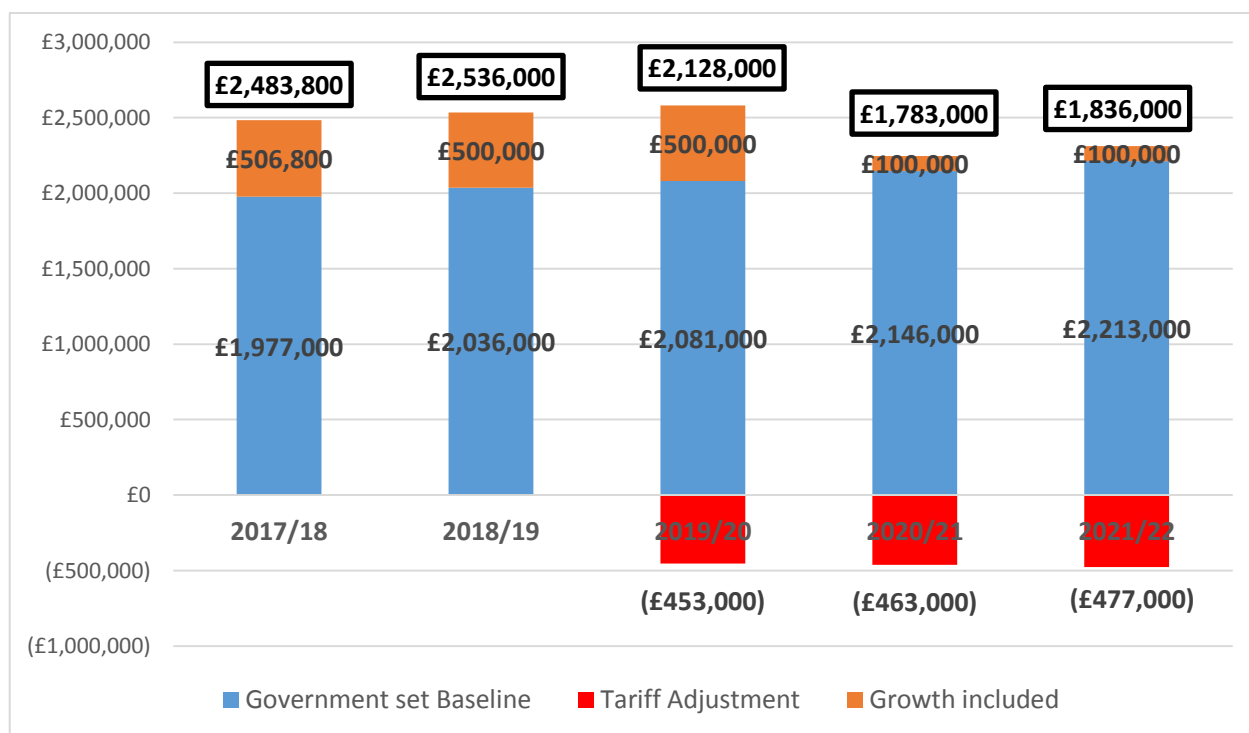 £3,000,000
£2,500,000
£2,000,000
£1,500,000
£1,000,000
£500,000
£0
(£500,000)
(£1,000,000)
£2,483,800 £2,536,000 £2,128,000 £1,783,000 £1,836,000
£506,800 £500,000 £500,000 £100,000 £100,000
£1,977,000 £2,036,000 £2,081,000 £2,146,000 £2,213,000
2017/18 2018/19 2019/20 2020/21 2021/22
(£453,000) (£463,000) (£477,000)
Government set Baseline Tariff Adjustment Growth included